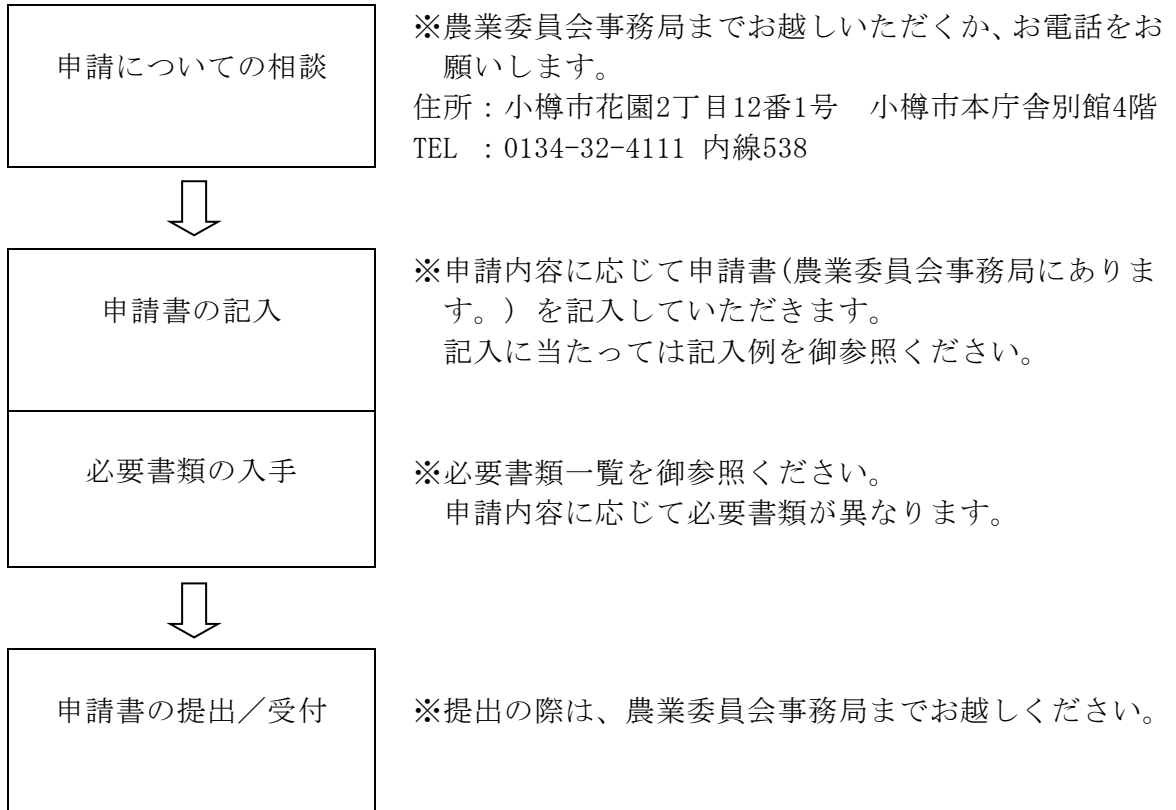 申請についての相談
※農業委員会事務局までお越しいただくか、お電話をお
願いします。
住所：小樽市花園2丁目12番1号　小樽市本庁舎別館4階
TEL ：0134-32-4111 内線538
申請書の記入
※申請内容に応じて申請書(農業委員会事務局にありま
す。) を記入していただきます。
記入に当たっては記入例を御参照ください。
必要書類の入手
※必要書類一覧を御参照ください。
申請内容に応じて必要書類が異なります。
申請書の提出／受付
※提出の際は、農業委員会事務局までお越しください。